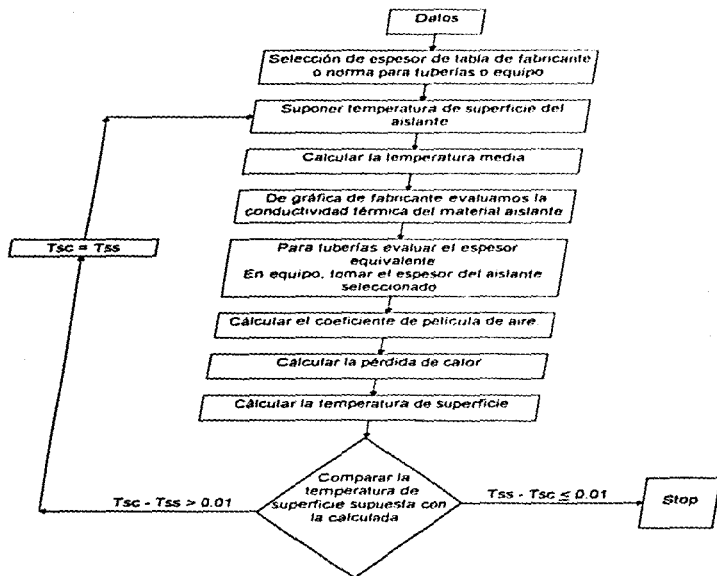 Datos
Selección de espesor de tabla de fabricante
o norma para tuberías o equipo
Suponer temperatura de superficie del
aislante
Calcular la temperatura media
De gráfica de fabricante evaluamos la
conductividad térmica del material aislante
Tsc = Tss
Para tuberías evaluar el espesor
equivalente
En equipo, tomar el espesor del aislante
seleccionado
Cálcular el coeficiente de película de aire
Cálcular la pérdida de calor
Cálcular la temperatura de superficie
Comparar la
temperatura de
superficie supuesta con
la calculada
Tsc - Tss > 0.01
Tss - Tsc ≤ 0.01
Stop